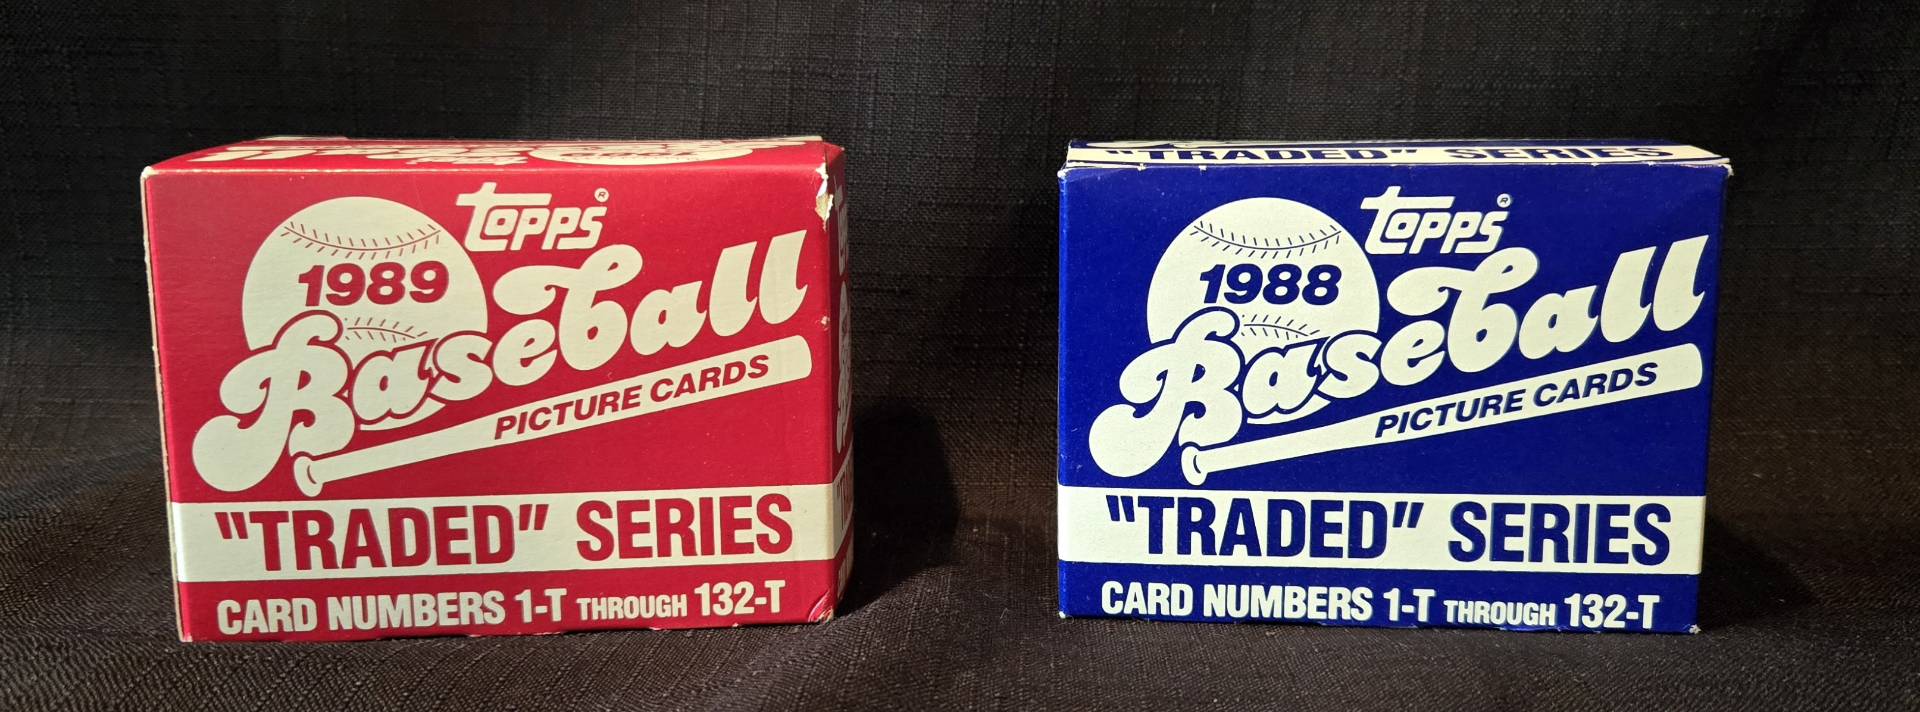 topps®
1989
Baseball
PICTURE CARDS
"TRADED" SERIES
CARD NUMBERS 1-T THROUGH 132-T
"TRADED" SERIES
topps®
1988
Baseball
PICTURE CARDS
"TRADED" SERIES
CARD NUMBERS 1-T THROUGH 132-T